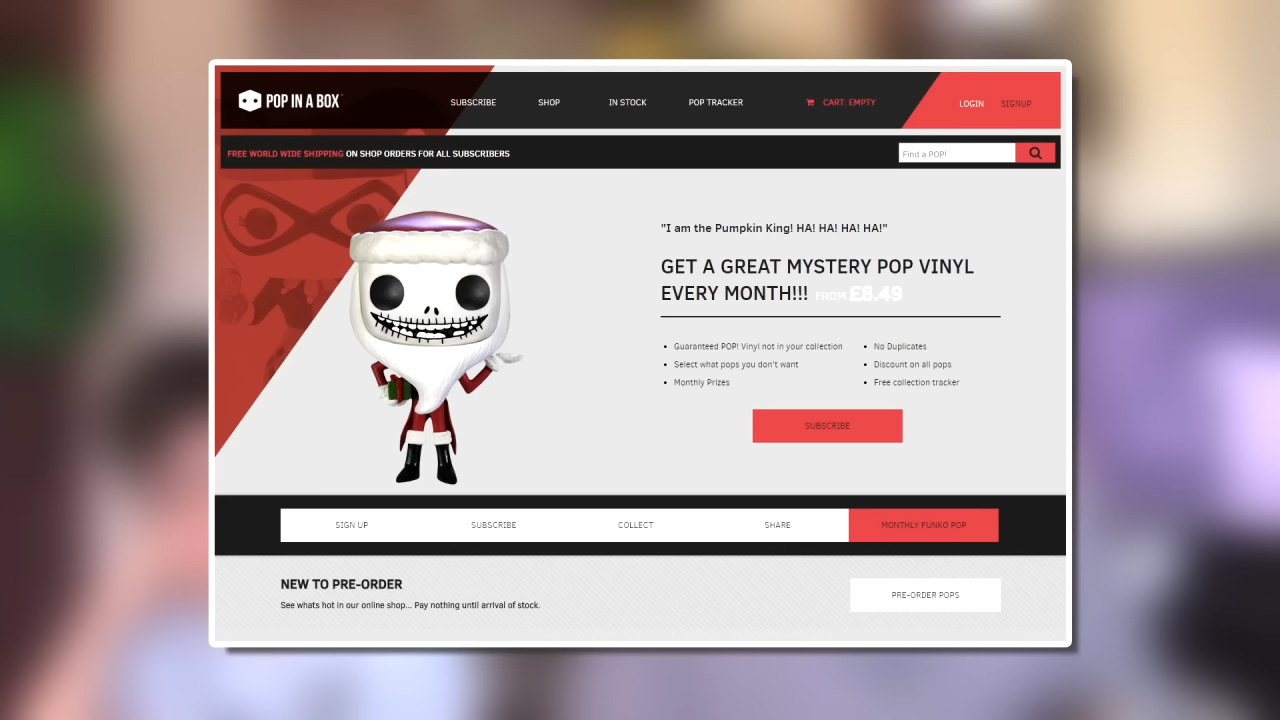 POP IN A BOX
SUBSCRIBE
SHOP
IN STOCK
POP TRACKER
CART: EMPTY
LOGIN
SIGNUP
FREE WORLD WIDE SHIPPING ON SHOP ORDERS FOR ALL SUBSCRIBERS
Find a POP!
"I am the Pumpkin King! HA! HA! HA! HA!"
GET A GREAT MYSTERY POP VINYL
EVERY MONTH!!! FROM £8.49
Guaranteed POP! Vinyl not in your collection
Select what pops you don't want
Monthly Prizes
No Duplicates
Discount on all pops
Free collection tracker
SUBSCRIBE
SIGN UP
SUBSCRIBE
COLLECT
SHARE
MONTHLY FUNKO POP
NEW TO PRE-ORDER
See whats hot in our online shop... Pay nothing until arrival of stock.
PRE-ORDER POPS